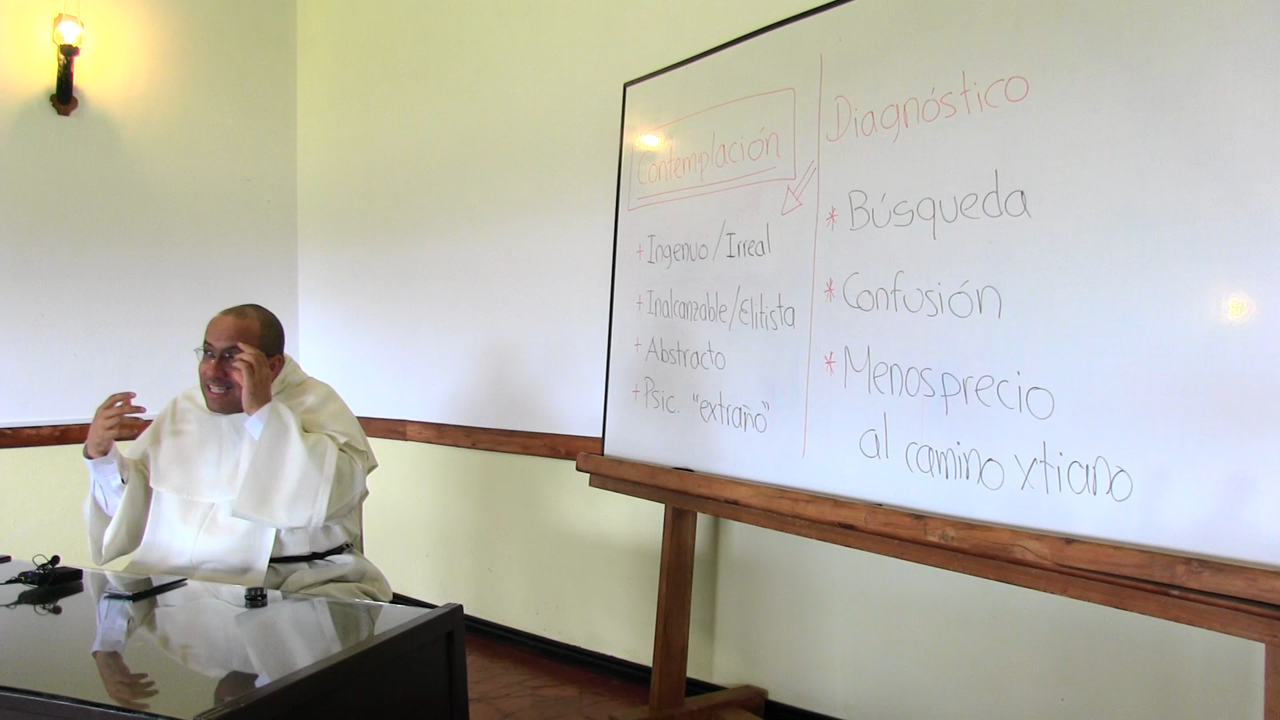 Contemplación
+ Ingenuo/Irreal
+ Inalcanzable/Elitista
+ Abstracto
+ Psic. "extraño"
Diagnóstico
* Búsqueda
* Confusión
* Menosprecio
al camino xtiano